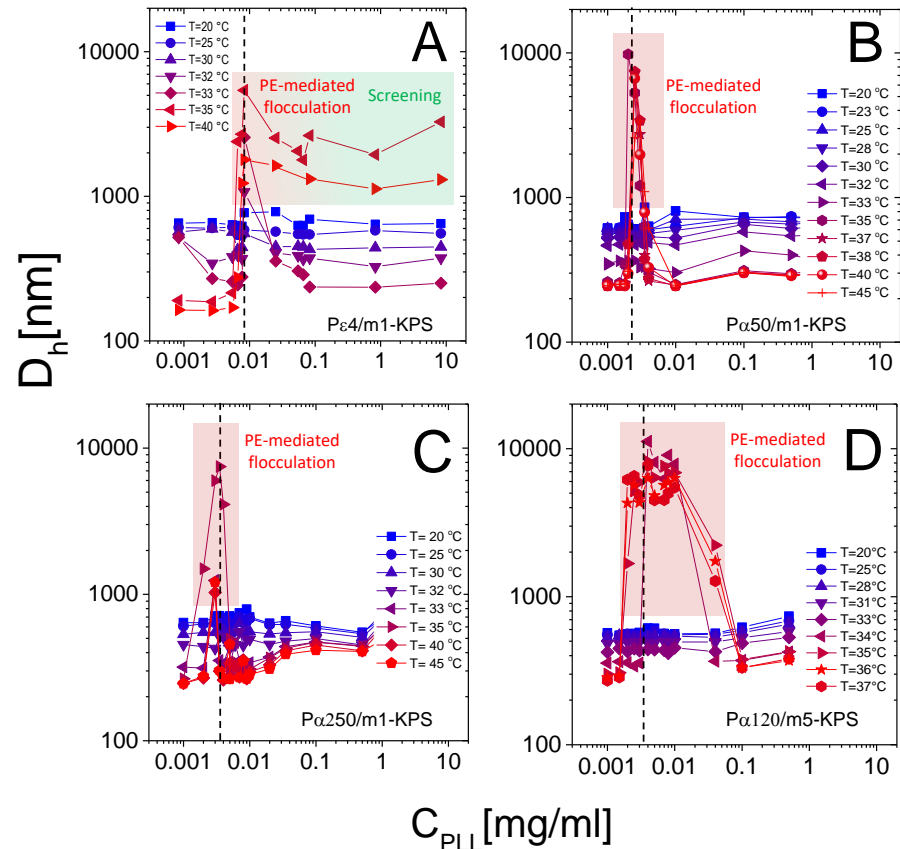 A
T=20 °C
T=25 °C
T=30 °C
T=32 °C
T=33 °C
T=35 °C
T=40 °C
PE-mediated
flocculation
Screening
10000
1000
100
0.001
0.01
0.1
1
10
Pε4/m1-KPS
B
PE-mediated
flocculation
T=20 °C
T=23 °C
T=25 °C
T=28 °C
T=30 °C
T=32 °C
T=33 °C
T=35 °C
T=37 °C
T=38 °C
T=40 °C
T=45 °C
10000
1000
100
0.001
0.01
0.1
1
10
Pα50/m1-KPS
D_h [nm]
C
PE-mediated
flocculation
T= 20 °C
T= 25 °C
T= 30 °C
T= 32 °C
T= 33 °C
T= 35 °C
T= 40 °C
T= 45 °C
10000
1000
100
0.001
0.01
0.1
1
10
Pα250/m1-KPS
D
PE-mediated
flocculation
T=20°C
T=25°C
T=28°C
T=31°C
T=33°C
T=34°C
T=35°C
T=36°C
T=37°C
10000
1000
100
0.001
0.01
0.1
1
10
Pα120/m5-KPS
C_PLL [mg/ml]